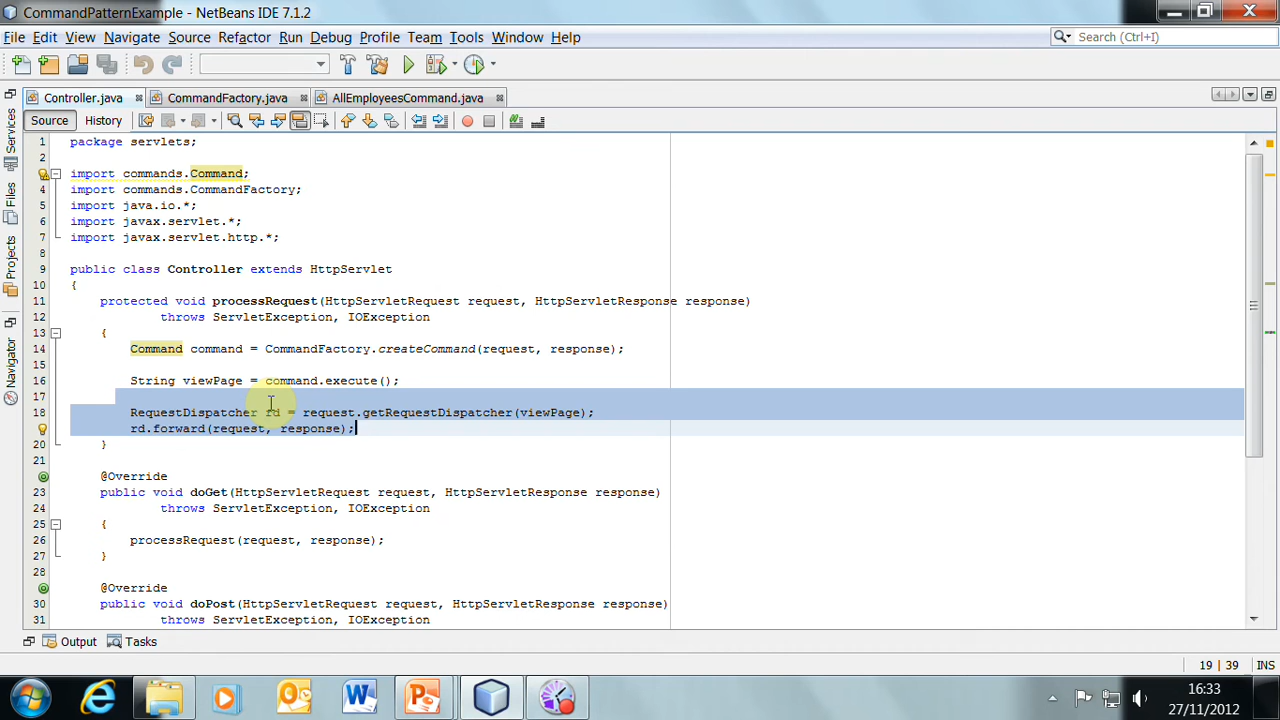 CommandPatternExample - NetBeans IDE 7.1.2
File Edit View Navigate Source Refactor Run Debug Profile Team Tools Window Help
Search (Ctrl+I)
Controller.java CommandFactory.java AllEmployeesCommand.java
Source History
Services
Files
Projects
Navigator
1 package servlets;
2
3 import commands.Command;
4 import commands.CommandFactory;
5 import java.io.*;
6 import javax.servlet.*;
7 import javax.servlet.http.*;
8
9 public class Controller extends HttpServlet
10 {
11 protected void processRequest(HttpServletRequest request, HttpServletResponse response)
12 throws ServletException, IOException
13 {
14 Command command = CommandFactory.createCommand(request, response);
15
16 String viewPage = command.execute();
17
18 RequestDispatcher rd = request.getRequestDispatcher(viewPage);
rd.forward(request, response);
20 }
21
@Override
23 public void doGet(HttpServletRequest request, HttpServletResponse response)
24 throws ServletException, IOException
25 {
26 processRequest(request, response);
27 }
28
@Override
30 public void doPost(HttpServletRequest request, HttpServletResponse response)
31 throws ServletException, IOException
Output Tasks
19 | 39 INS
16:33
27/11/2012